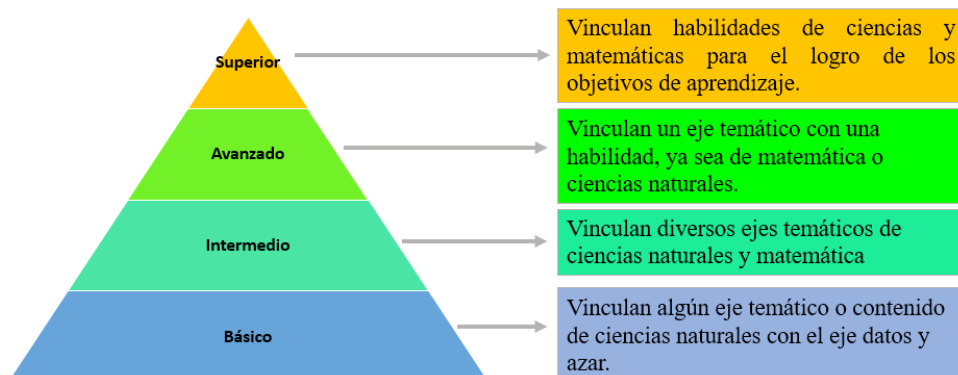 Superior
Vinculan habilidades de ciencias y
matemáticas para el logro de los
objetivos de aprendizaje.
Avanzado
Vinculan un eje temático con una
habilidad, ya sea de matemática o
ciencias naturales.
Intermedio
Vinculan diversos ejes temáticos de
ciencias naturales y matemática
Básico
Vinculan algún eje temático o contenido
de ciencias naturales con el eje datos y
azar.